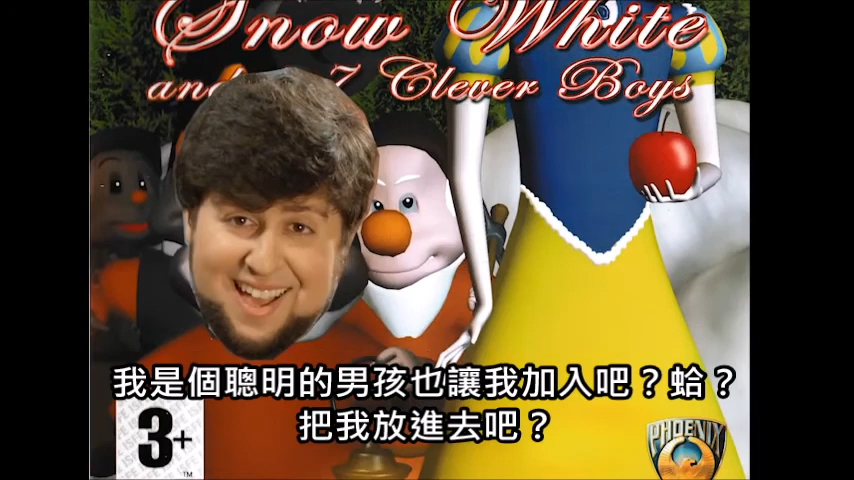 Snow White
and 7 Clever Boys
我是個聰明的男孩也讓我加入吧？蛤？
把我放進去吧？
3+
TM
PHOENIX